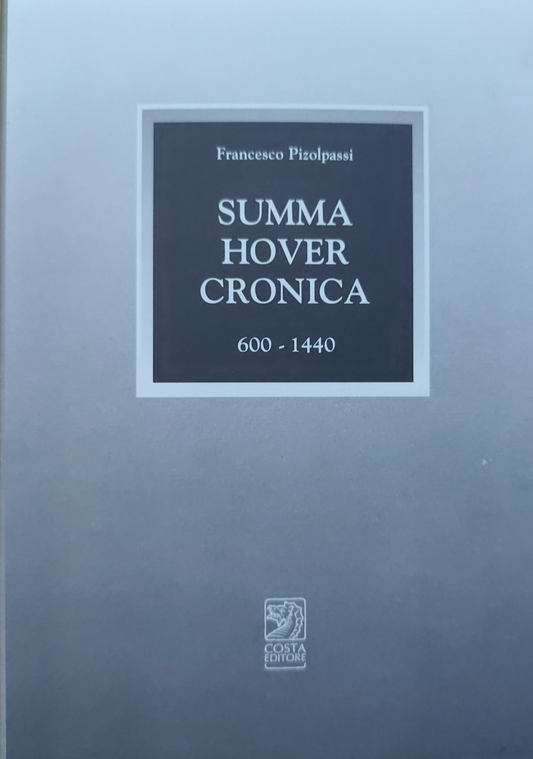 Francesco Pizolpassi
SUMMA
HOVER
CRONICA
600 - 1440
COSTA
EDITORE